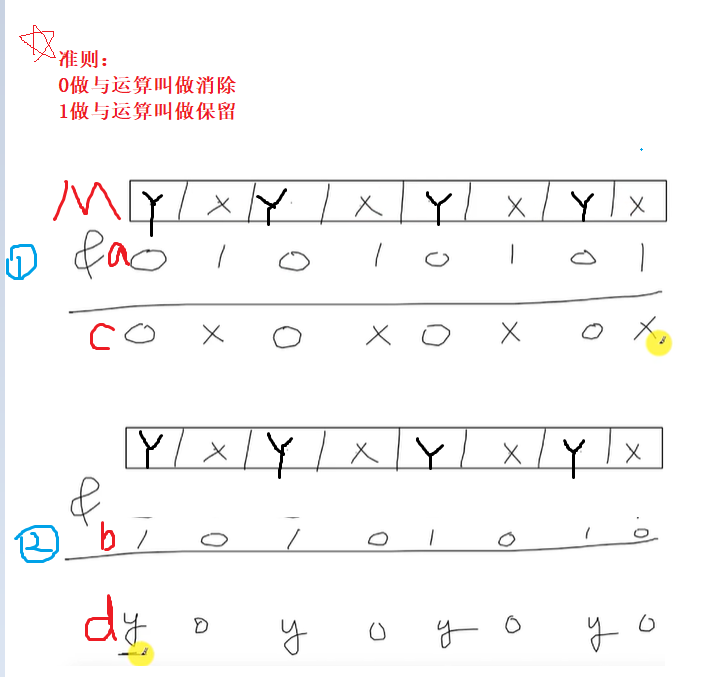 准则：
0做与运算叫做消除
1做与运算叫做保留
M Y / X Y / X Y X / Y X
① & a 0 1 0 1 0 1 0 1
c 0 X 0 X 0 X 0 X
Y / X Y / X Y / X Y X
&
② b 1 0 1 0 1 0 1 0
d y 0 y 0 y 0 y 0